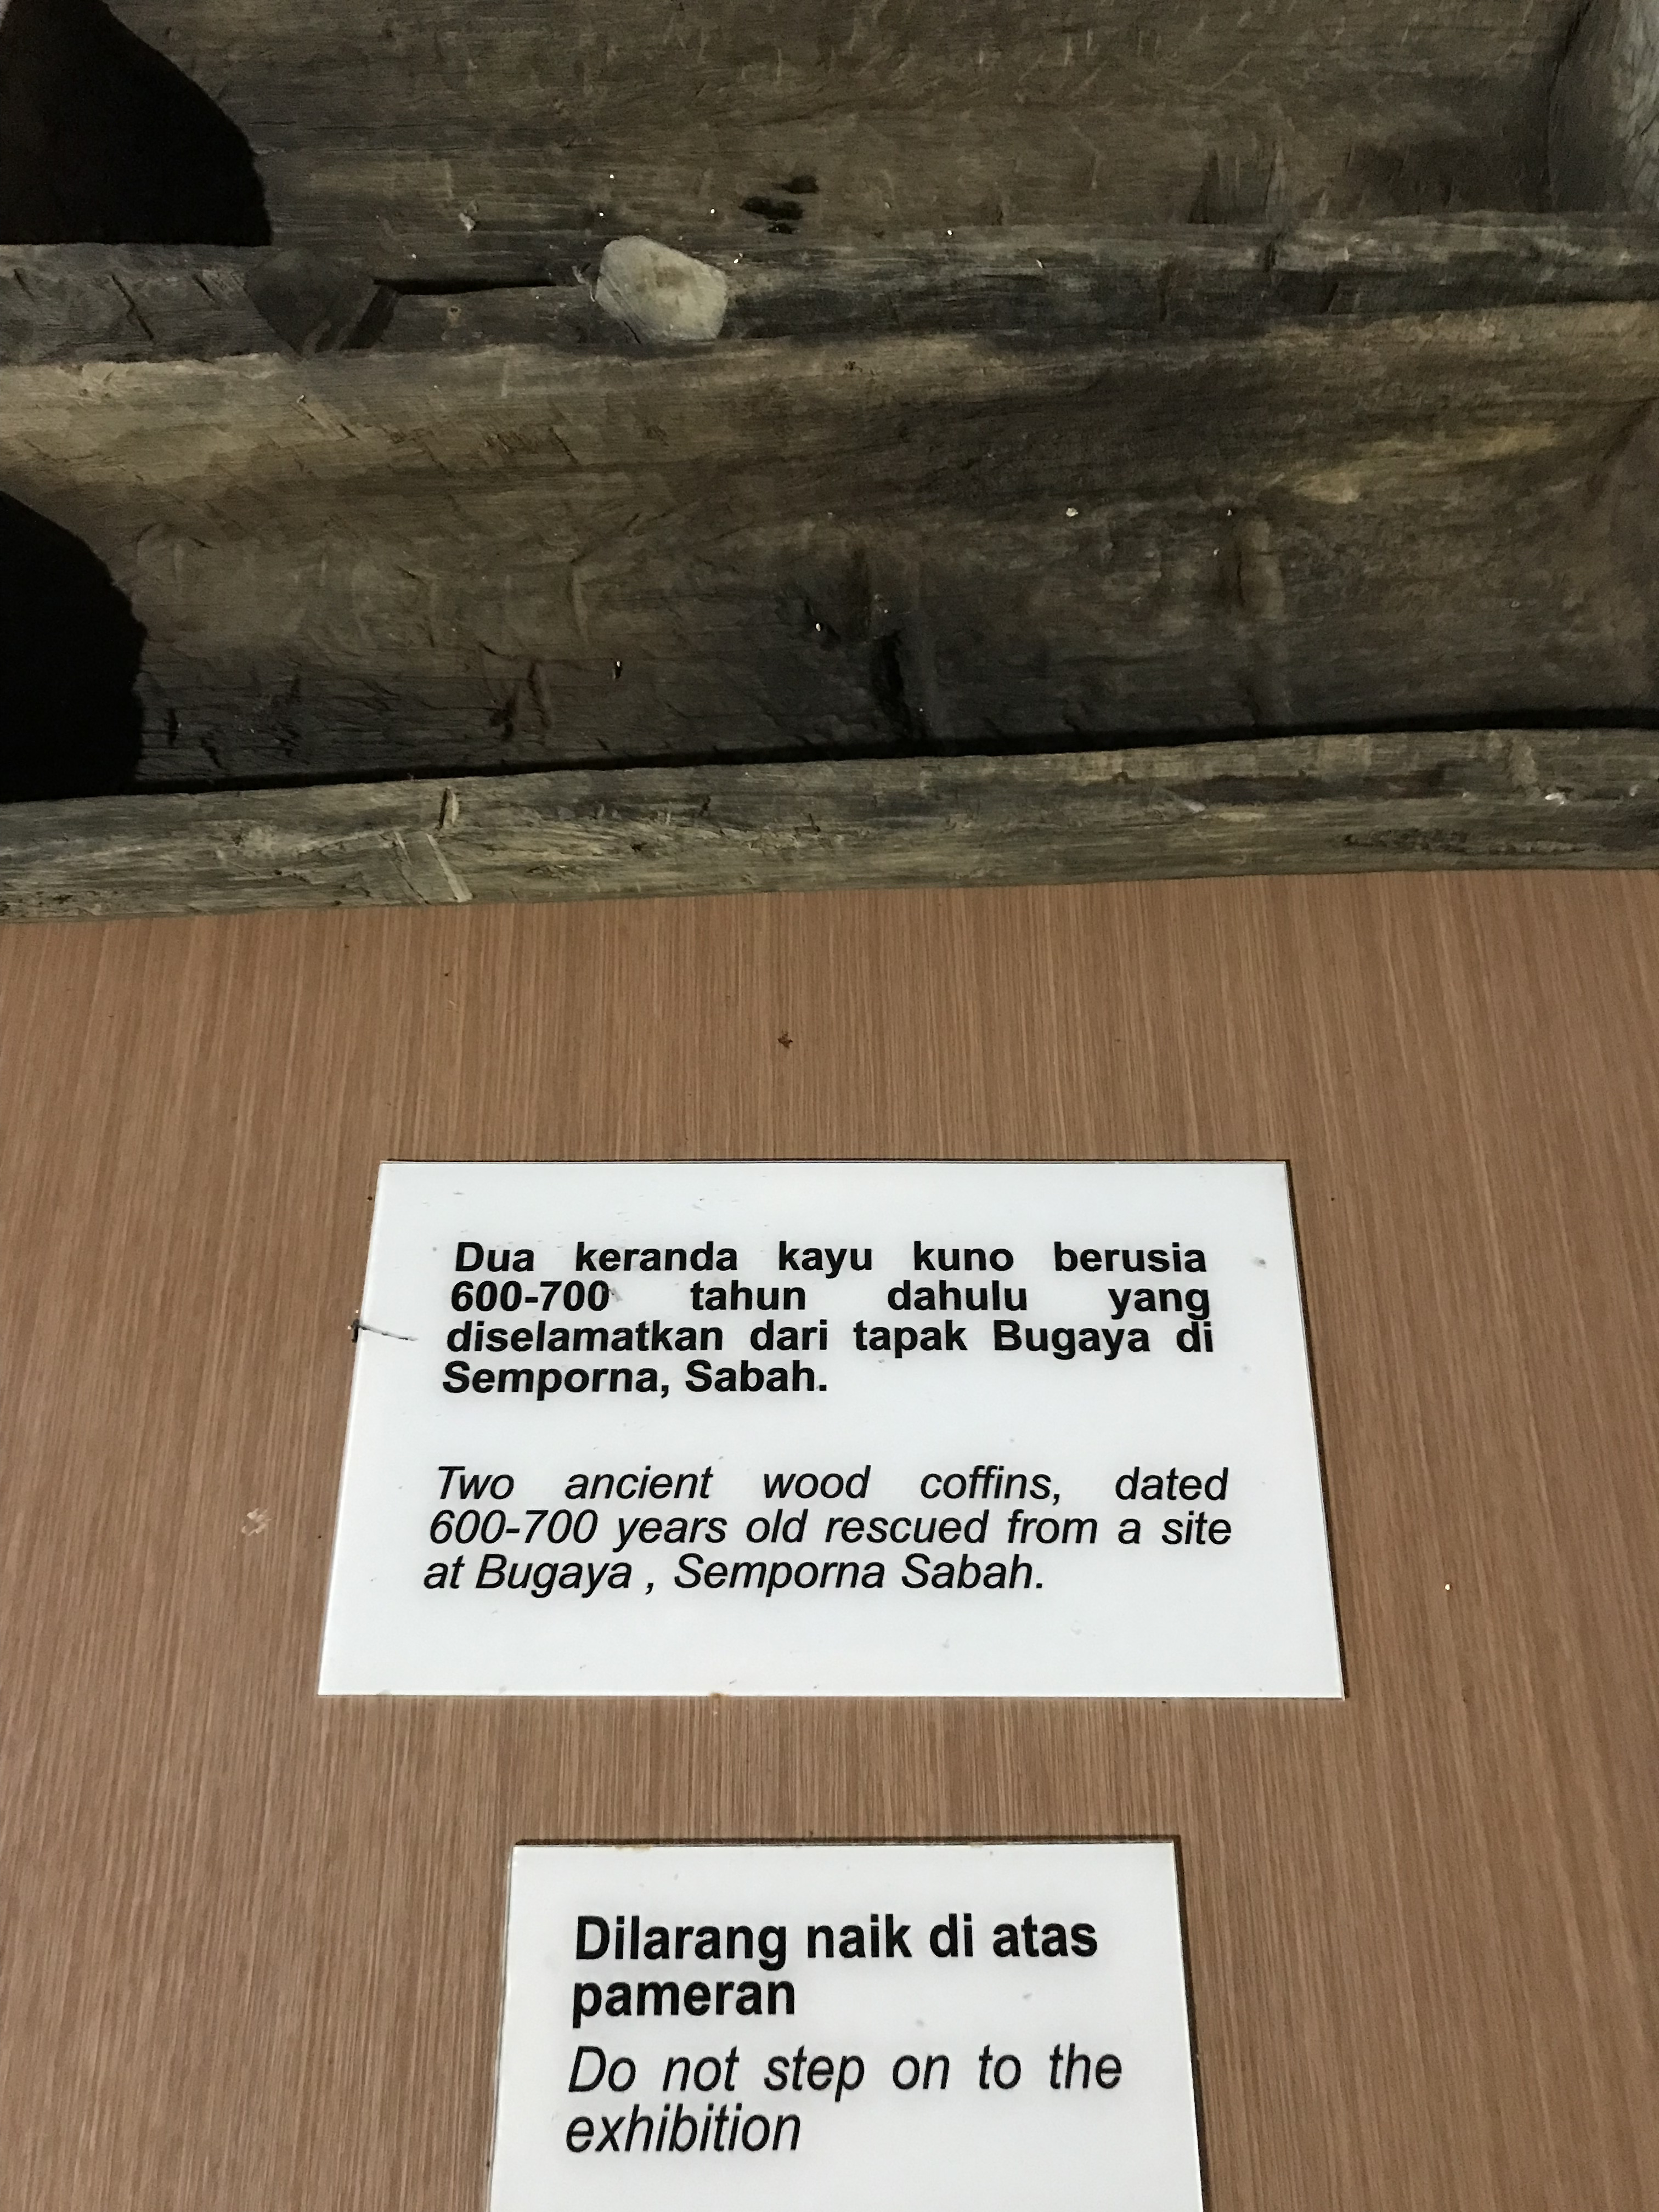 Dua keranda kayu kuno berusia
600-700 tahun dahulu yang
diselamatkan dari tapak Bugaya di
Semporna, Sabah.
Two ancient wood coffins, dated
600-700 years old rescued from a site
at Bugaya , Semporna Sabah.
Dilarang naik di atas
pameran
Do not step on to the
exhibition